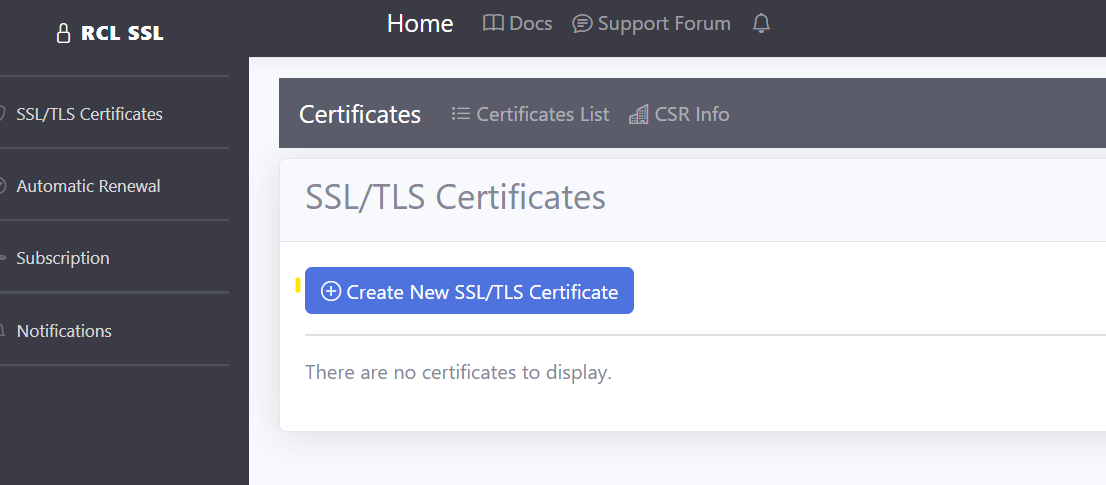 RCL SSL
Home Docs Support Forum
SSL/TLS Certificates
Automatic Renewal
Subscription
Notifications
Certificates Certificates List CSR Info
SSL/TLS Certificates
Create New SSL/TLS Certificate
There are no certificates to display.